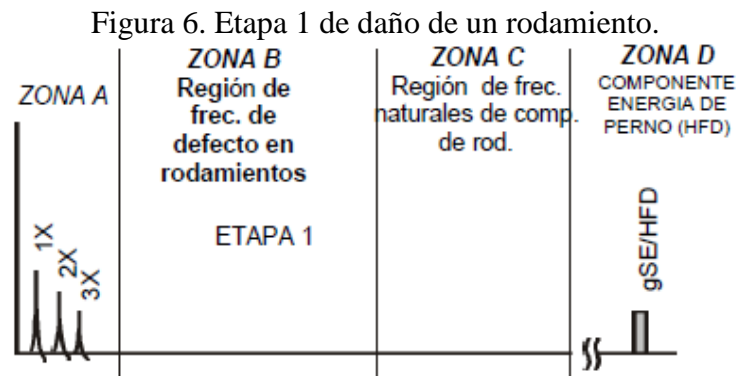 Figura 6. Etapa 1 de daño de un rodamiento.
ZONA A
1X
2X
3X
ZONA B
Región de
frec. de
defecto en
rodamientos
ETAPA 1
ZONA C
Región de frec.
naturales de comp.
de rod.
ZONA D
COMPONENTE
ENERGIA DE
PERNO (HFD)
gSE/HFD